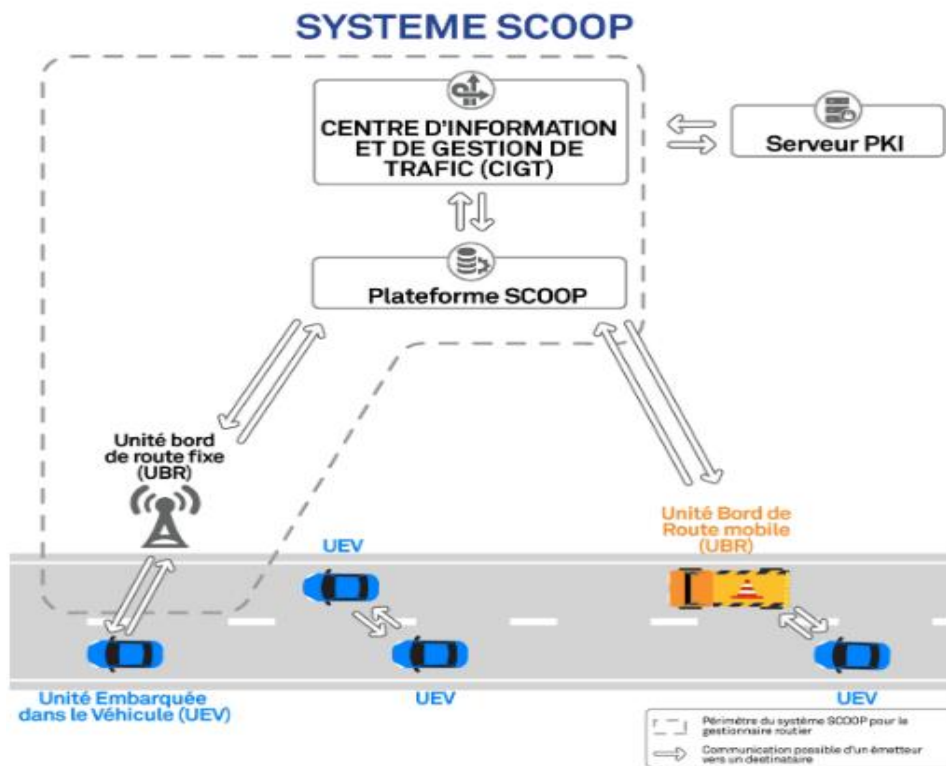 SYSTEME SCOOP
CENTRE D'INFORMATION
ET DE GESTION DE
TRAFIC (CIGT)
Serveur PKI
Plateforme SCOOP
Unité bord
de route fixe
(UBR)
Unité Bord de
Route mobile
(UBR)
UEV
Unité Embarquée
dans le Véhicule (UEV)
UEV
UEV
Périmètre du système SCOOP pour le
gestionnaire routier
Communication possible d'un émetteur
vers un destinataire